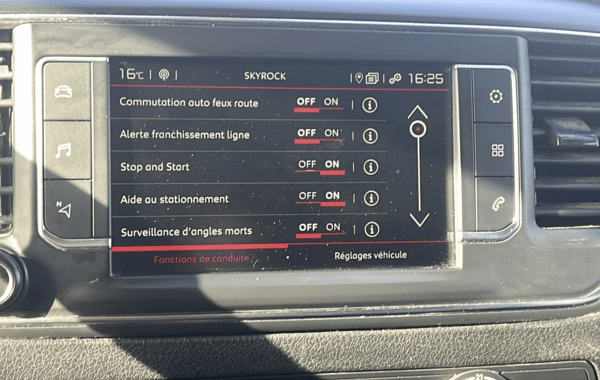 16°C SKYROCK 16:25
Commutation auto feux route OFF ON
Alerte franchissement ligne OFF ON
Stop and Start OFF ON
Aide au stationnement OFF ON
Surveillance d'angles morts OFF ON
Fonctions de conduite Réglages véhicule
N